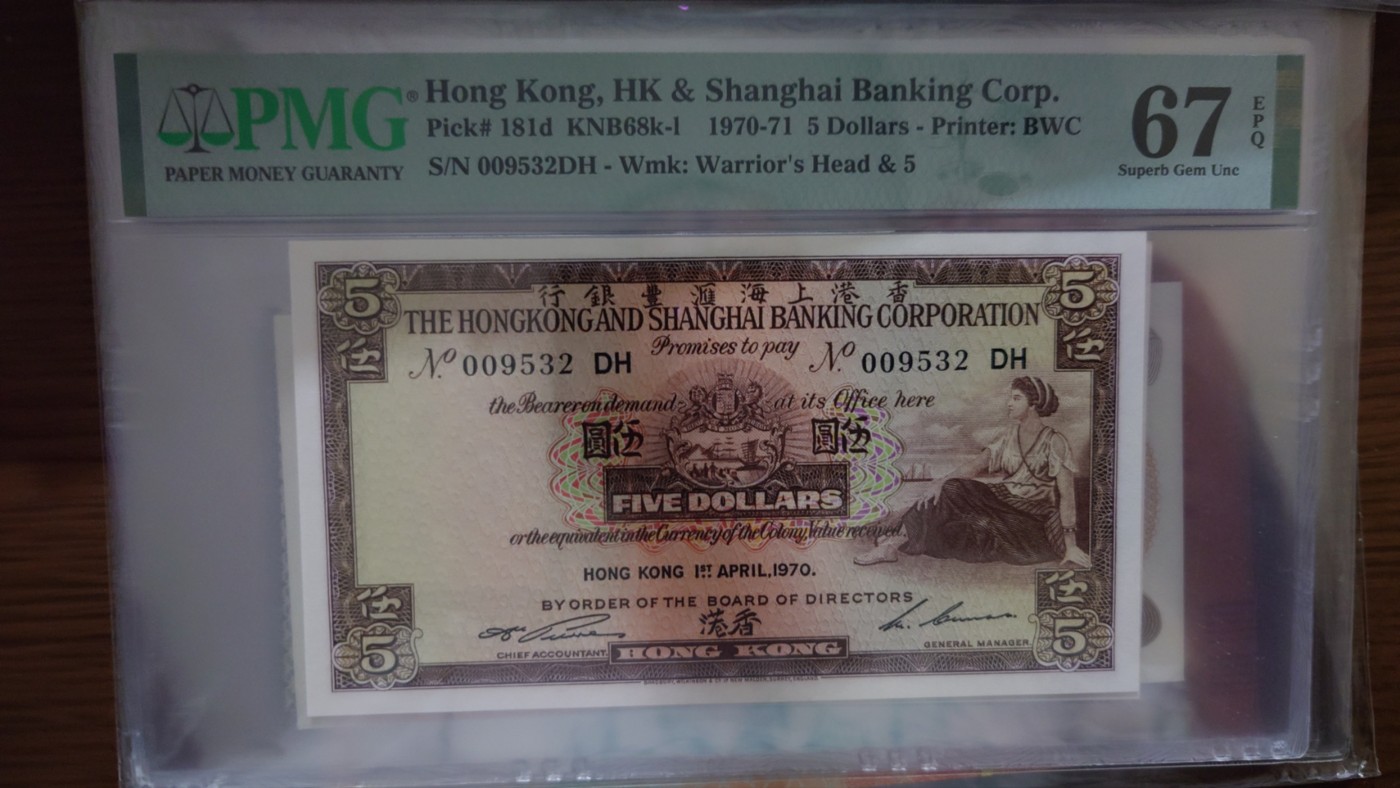 PMG®
PAPER MONEY GUARANTY
Hong Kong, HK & Shanghai Banking Corp.
Pick# 181d KNB68k-l 1970-71 5 Dollars - Printer: BWC
S/N 009532DH - Wmk: Warrior's Head & 5
67
EPQ
Superb Gem Unc
5
5
行銀豐滙海上港香
THE HONGKONG AND SHANGHAI BANKING CORPORATION
伍
伍
Promises to pay
Nº 009532 DH
Nº 009532 DH
the Bearer on demand at its Office here
圓伍
圓伍
FIVE DOLLARS
or the equivalent in the Currency of the Colony, Value received.
HONG KONG 1ST APRIL, 1970.
BY ORDER OF THE BOARD OF DIRECTORS
伍
伍
港香
CHIEF ACCOUNTANT.
GENERAL MANAGER.
5
5
HONG KONG